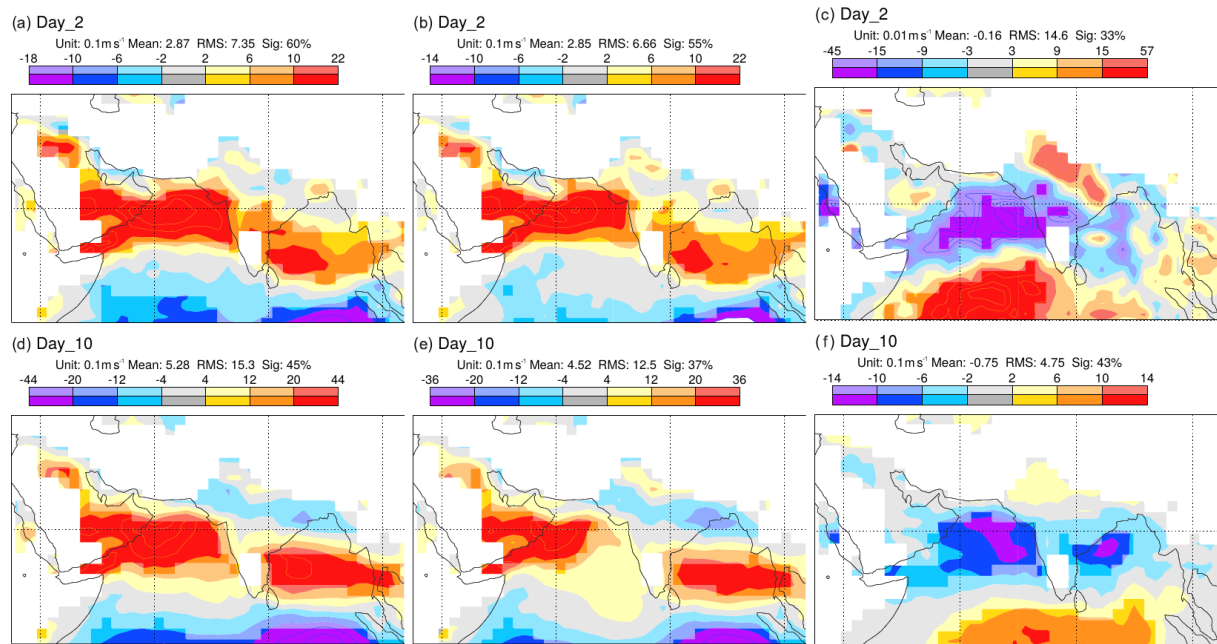 (a) Day_2
Unit: 0.1m s⁻¹ Mean: 2.87 RMS: 7.35 Sig: 60%
-18 -10 -6 -2 2 6 10 22
(b) Day_2
Unit: 0.1m s⁻¹ Mean: 2.85 RMS: 6.66 Sig: 55%
-14 -10 -6 -2 2 6 10 22
(c) Day_2
Unit: 0.01m s⁻¹ Mean: -0.16 RMS: 14.6 Sig: 33%
-45 -15 -9 -3 3 9 15 57
(d) Day_10
Unit: 0.1m s⁻¹ Mean: 5.28 RMS: 15.3 Sig: 45%
-44 -20 -12 -4 4 12 20 44
(e) Day_10
Unit: 0.1m s⁻¹ Mean: 4.52 RMS: 12.5 Sig: 37%
-36 -20 -12 -4 4 12 20 36
(f) Day_10
Unit: 0.1m s⁻¹ Mean: -0.75 RMS: 4.75 Sig: 43%
-14 -10 -6 -2 2 6 10 14